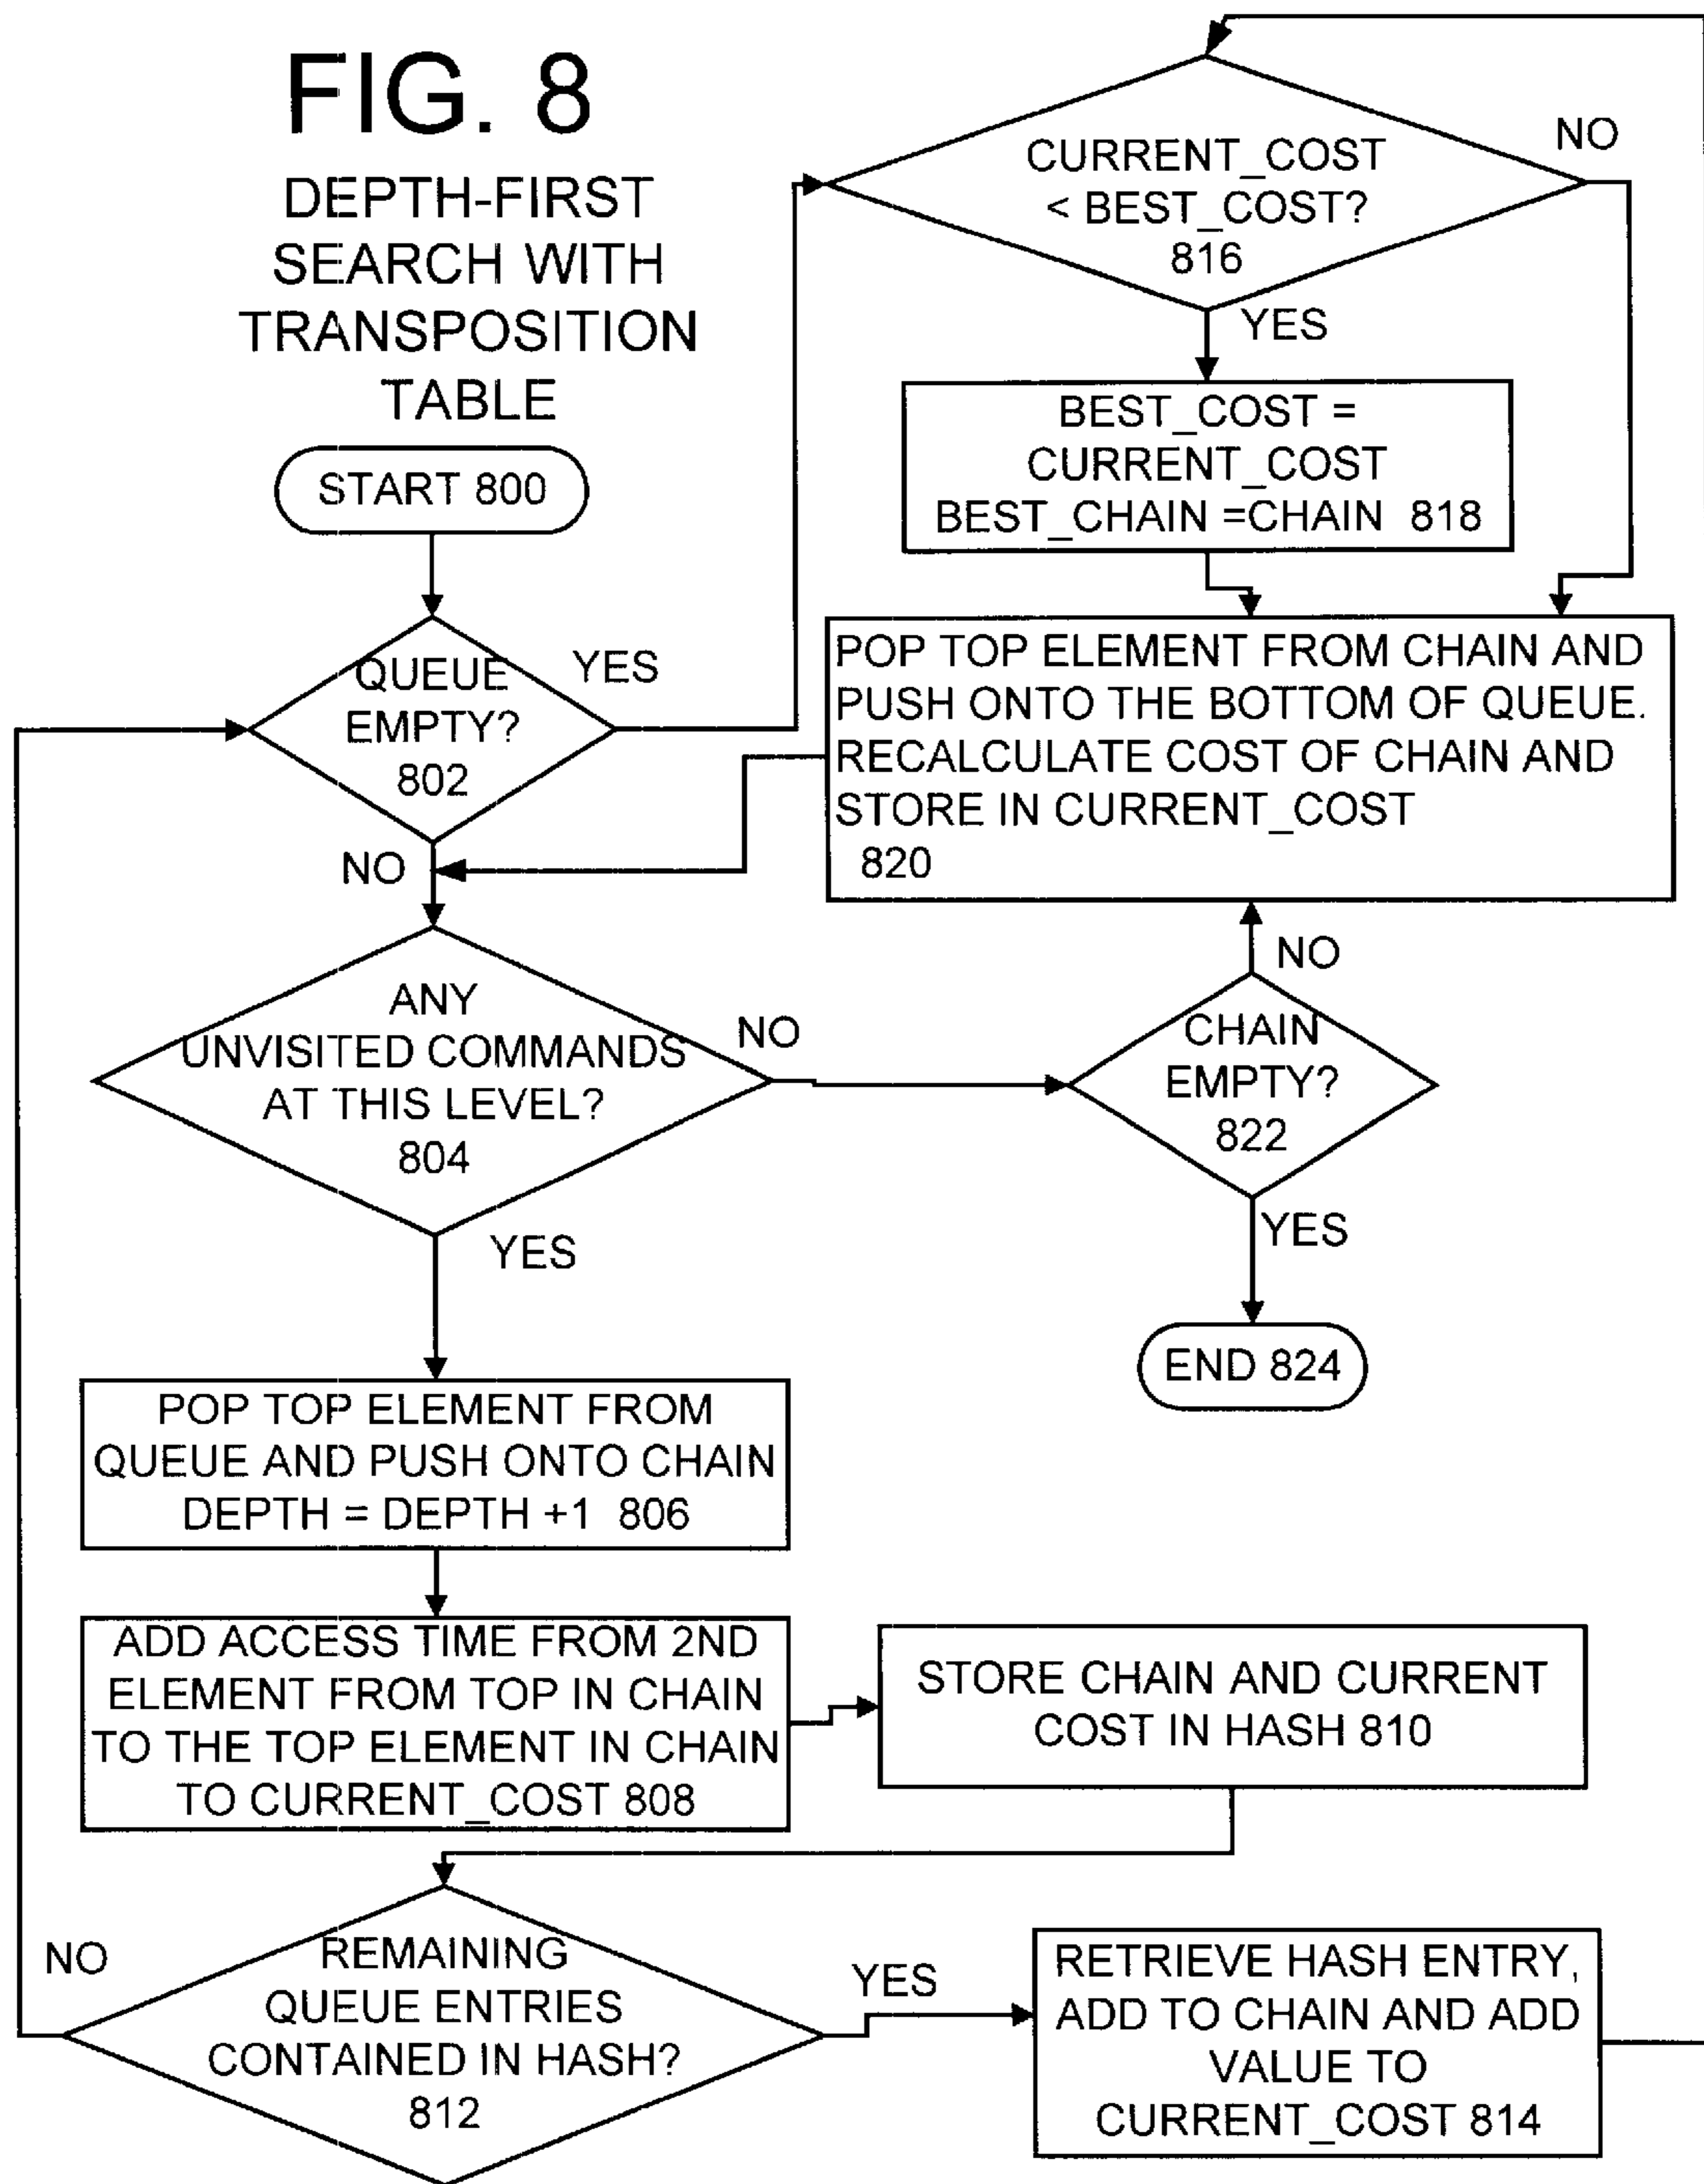 FIG. 8
DEPTH-FIRST
SEARCH WITH
TRANSPOSITION
TABLE
START 800
QUEUE
EMPTY?
802
YES
NO
CURRENT_COST
< BEST_COST?
816
NO
YES
BEST_COST =
CURRENT_COST
BEST_CHAIN =CHAIN 818
POP TOP ELEMENT FROM CHAIN AND
PUSH ONTO THE BOTTOM OF QUEUE.
RECALCULATE COST OF CHAIN AND
STORE IN CURRENT_COST
820
ANY
UNVISITED COMMANDS
AT THIS LEVEL?
804
NO
YES
NO
CHAIN
EMPTY?
822
YES
END 824
POP TOP ELEMENT FROM
QUEUE AND PUSH ONTO CHAIN
DEPTH = DEPTH +1 806
ADD ACCESS TIME FROM 2ND
ELEMENT FROM TOP IN CHAIN
TO THE TOP ELEMENT IN CHAIN
TO CURRENT_COST 808
STORE CHAIN AND CURRENT
COST IN HASH 810
NO
REMAINING
QUEUE ENTRIES
CONTAINED IN HASH?
812
YES
RETRIEVE HASH ENTRY,
ADD TO CHAIN AND ADD
VALUE TO
CURRENT_COST 814